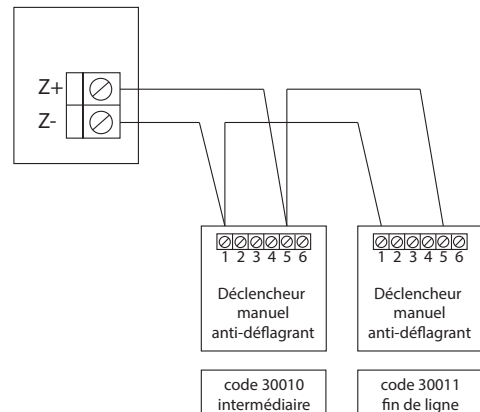 Z+
Z-
1 2 3 4 5 6
Déclencheur
manuel
anti-déflagrant
code 30010
intermédiaire
1 2 3 4 5 6
Déclencheur
manuel
anti-déflagrant
code 30011
fin de ligne